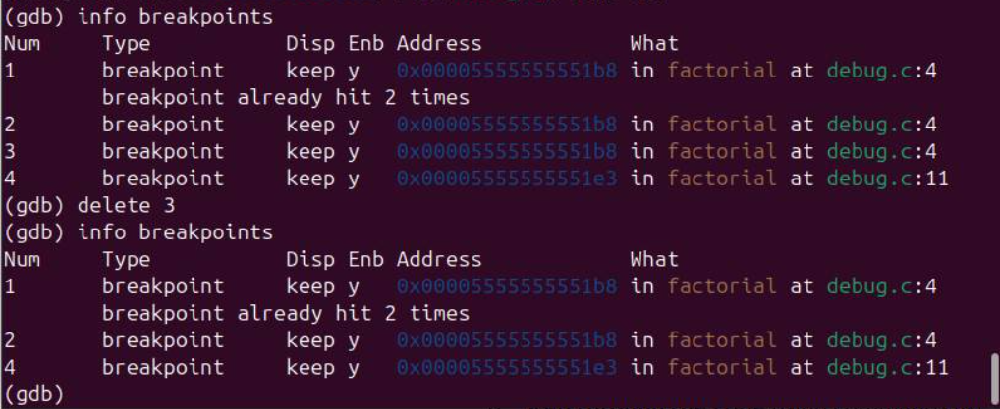 (gdb) info breakpoints
Num     Type           Disp Enb Address            What
1       breakpoint     keep y   0x00005555555551b8 in factorial at debug.c:4
        breakpoint already hit 2 times
2       breakpoint     keep y   0x00005555555551b8 in factorial at debug.c:4
3       breakpoint     keep y   0x00005555555551b8 in factorial at debug.c:4
4       breakpoint     keep y   0x00005555555551e3 in factorial at debug.c:11
(gdb) delete 3
(gdb) info breakpoints
Num     Type           Disp Enb Address            What
1       breakpoint     keep y   0x00005555555551b8 in factorial at debug.c:4
        breakpoint already hit 2 times
2       breakpoint     keep y   0x00005555555551b8 in factorial at debug.c:4
4       breakpoint     keep y   0x00005555555551e3 in factorial at debug.c:11
(gdb)